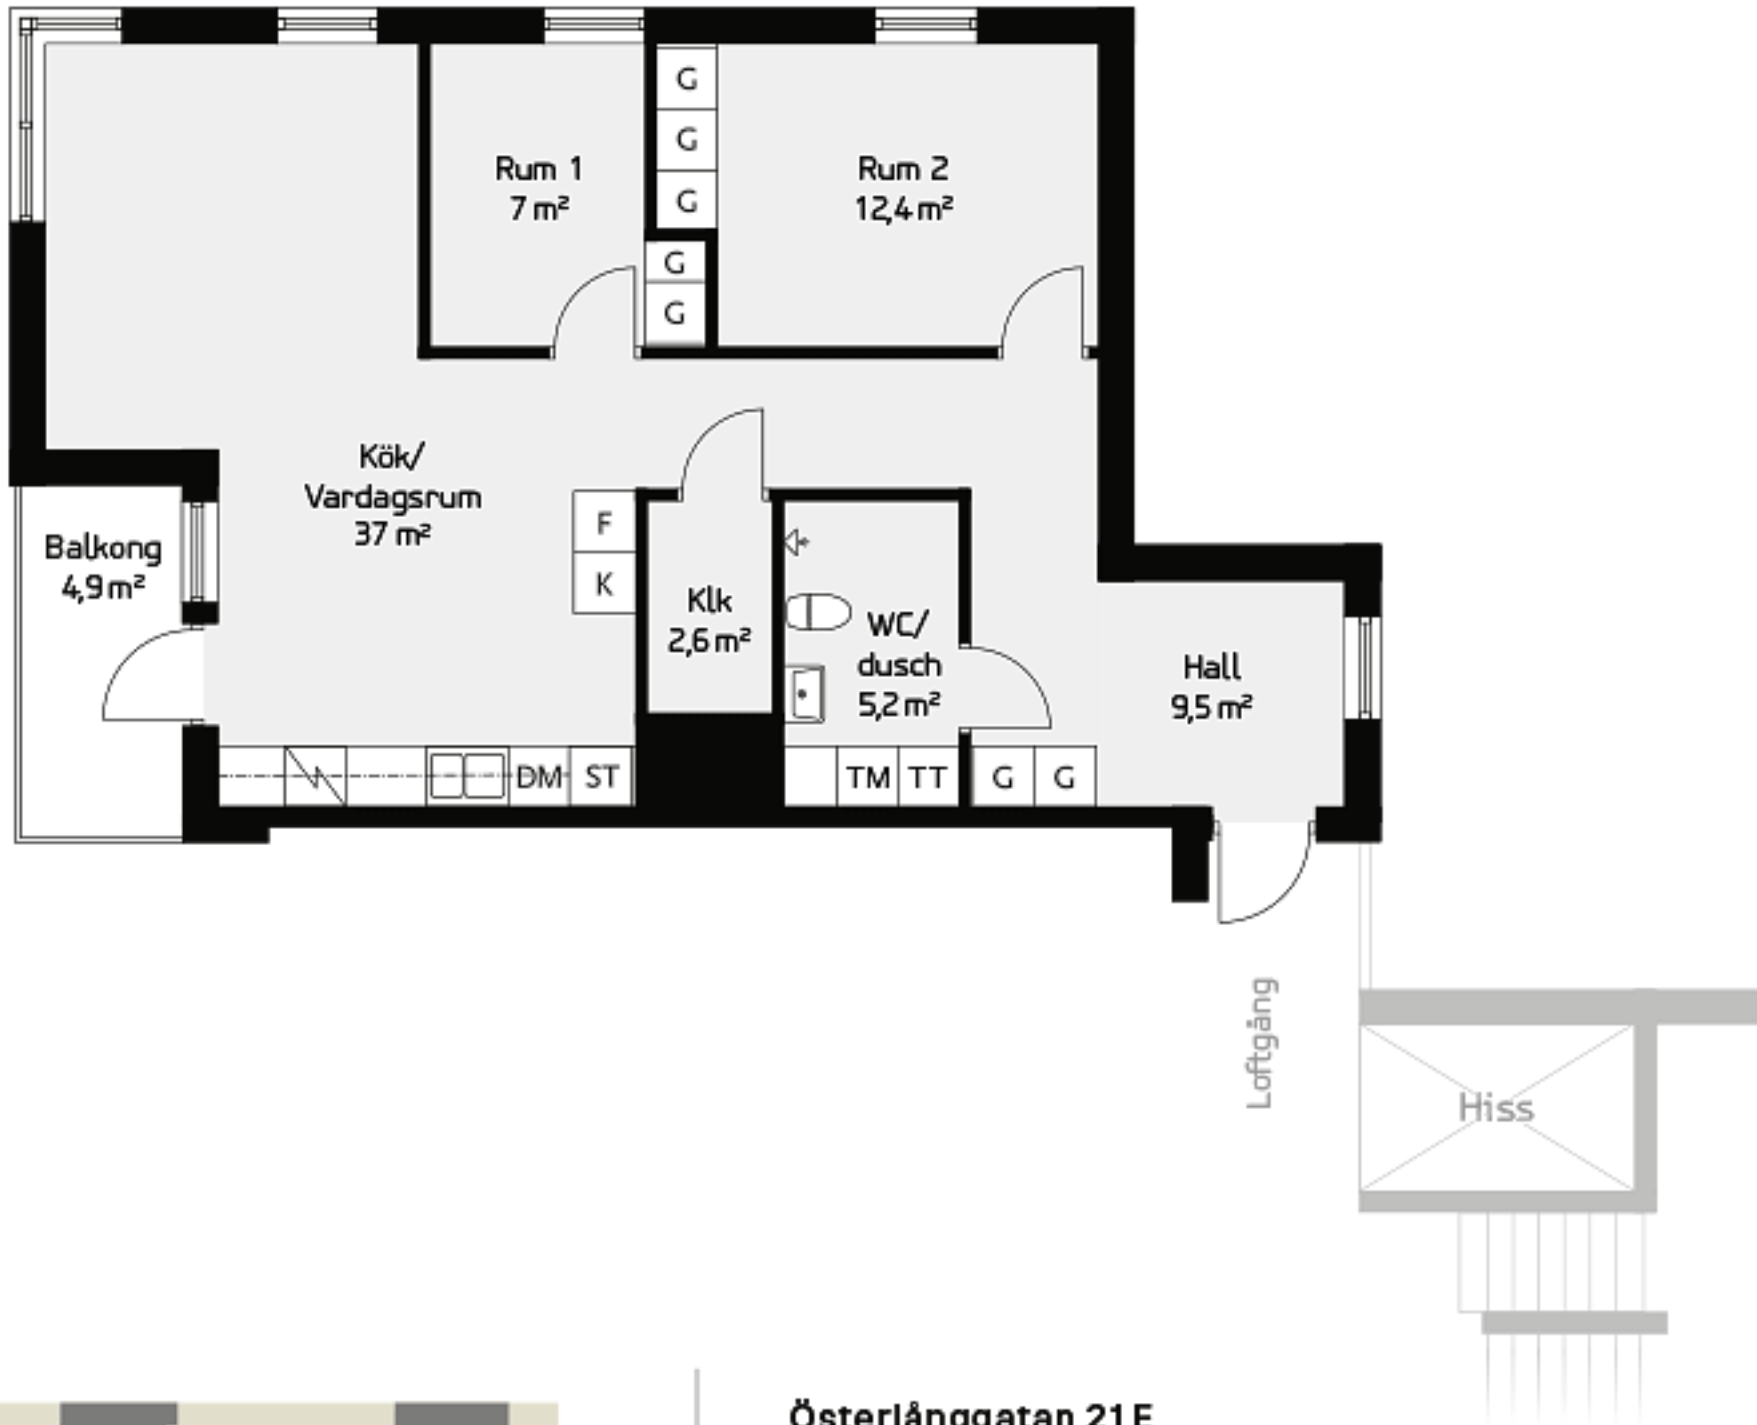 G
G
G
Rum 1
7 m²
Rum 2
12,4 m²
G
G
Kök/
Vardagsrum
37 m²
F
K
Balkong
4,9 m²
Klk
2,6 m²
WC/
dusch
5,2 m²
Hall
9,5 m²
DM
ST
TM
TT
G
G
Loftgång
Hiss
Österlånggatan 21 E